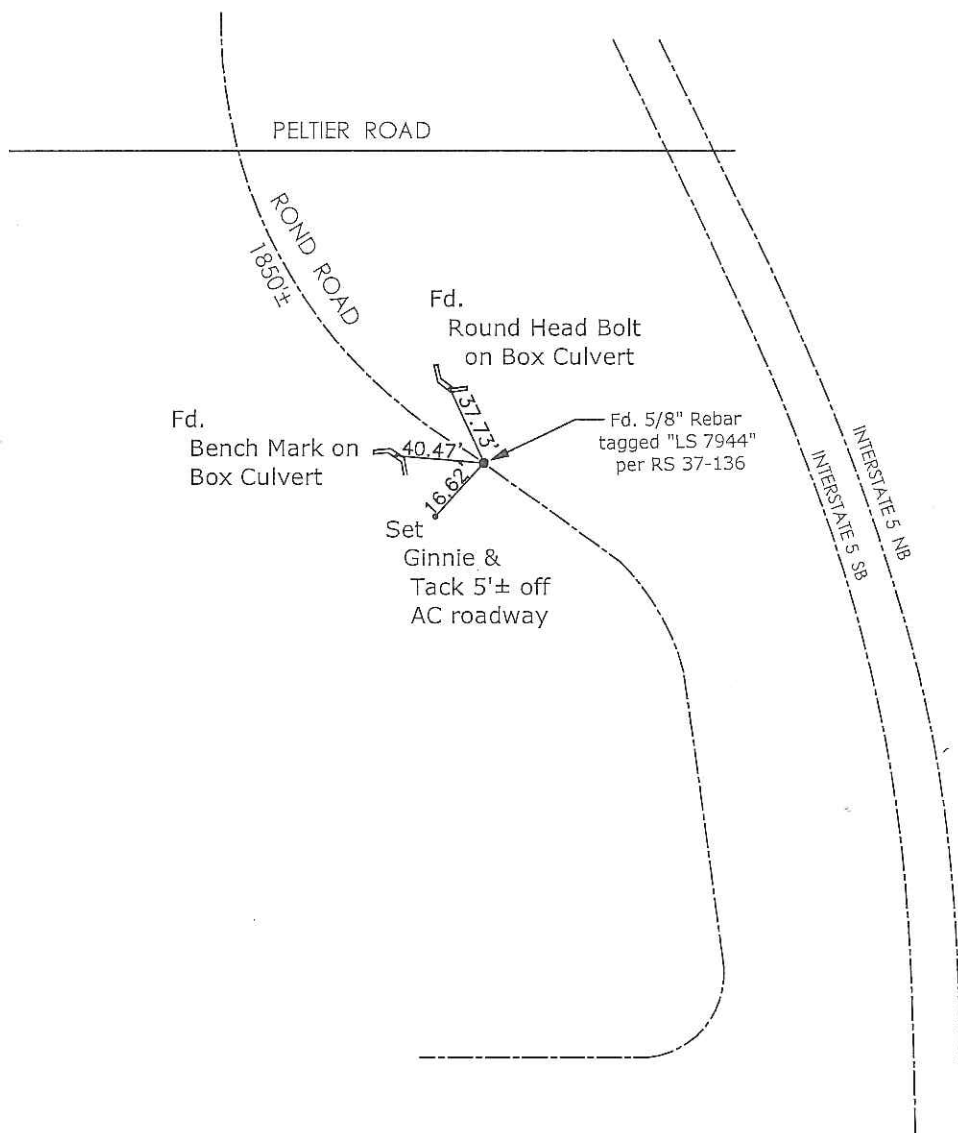 PELTIER ROAD
ROND ROAD
1850'±
Fd.
Round Head Bolt
on Box Culvert
37.73'
Fd.
Bench Mark on
Box Culvert
40.47'
Fd. 5/8" Rebar
tagged "LS 7944"
per RS 37-136
16.62'
Set
Ginnie &
Tack 5'± off
AC roadway
INTERSTATE 5 SB
INTERSTATE 5 NB